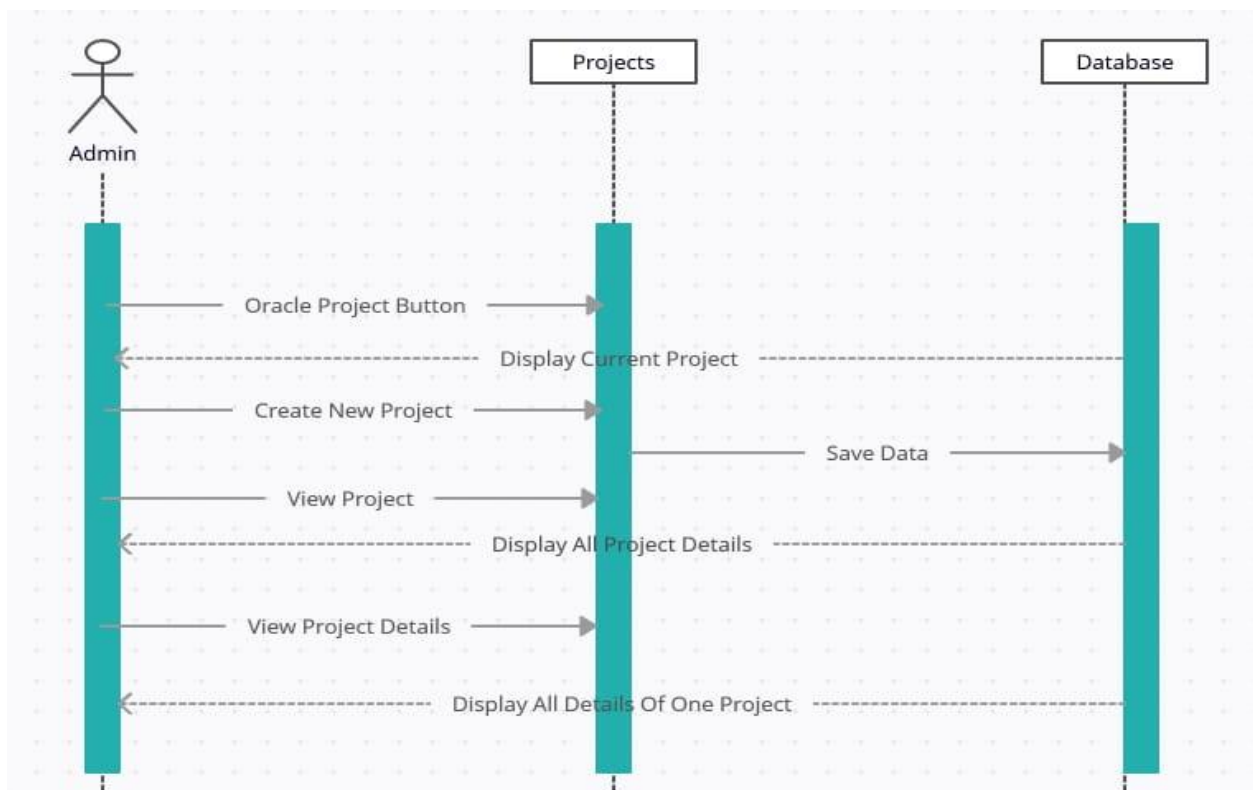 Projects
Database
Admin
Oracle Project Button
Display Current Project
Create New Project
Save Data
View Project
Display All Project Details
View Project Details
Display All Details Of One Project